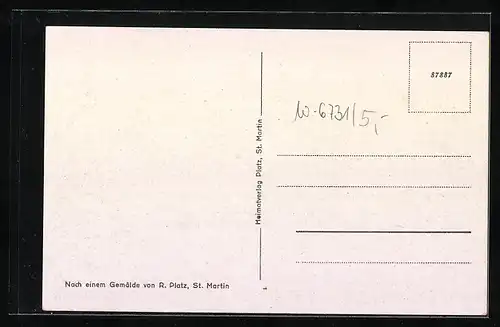 Nach einem Gemälde von R. Platz, St. Martin
Heimatverlag Platz, St. Martin
87887
W-6731/5,-